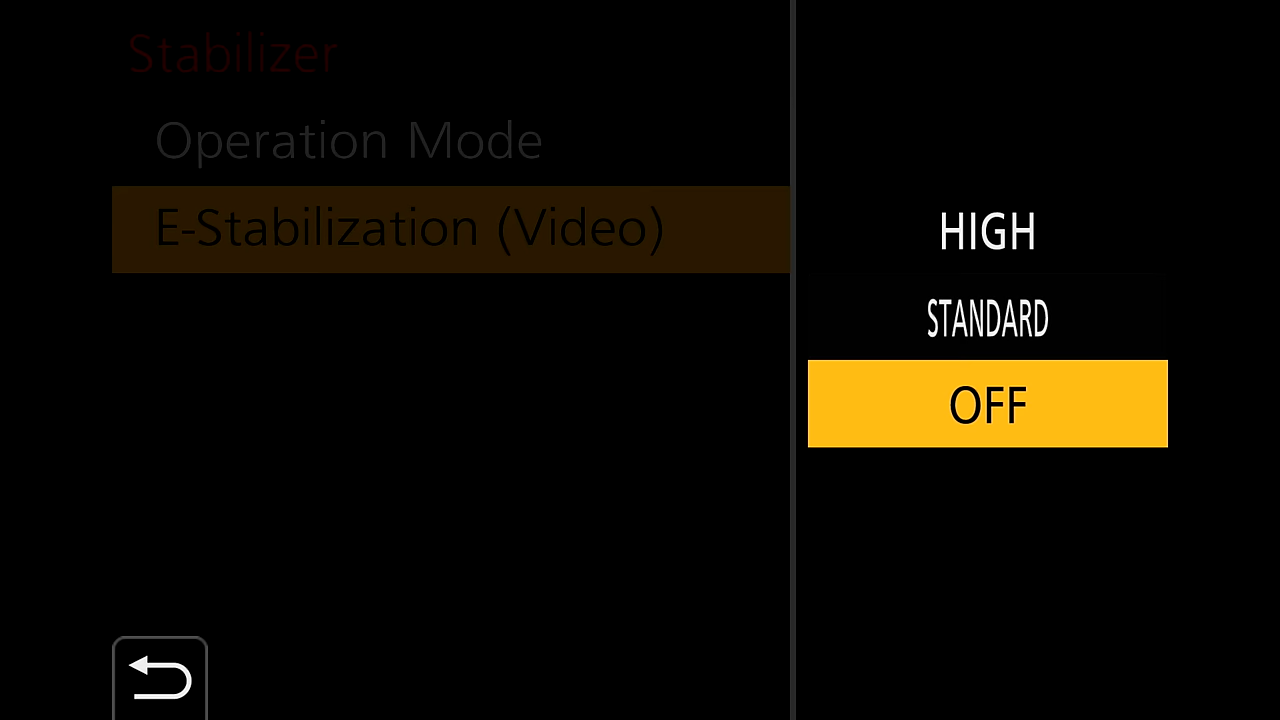 Stabilizer
Operation Mode
E-Stabilization (Video)
HIGH
STANDARD
OFF